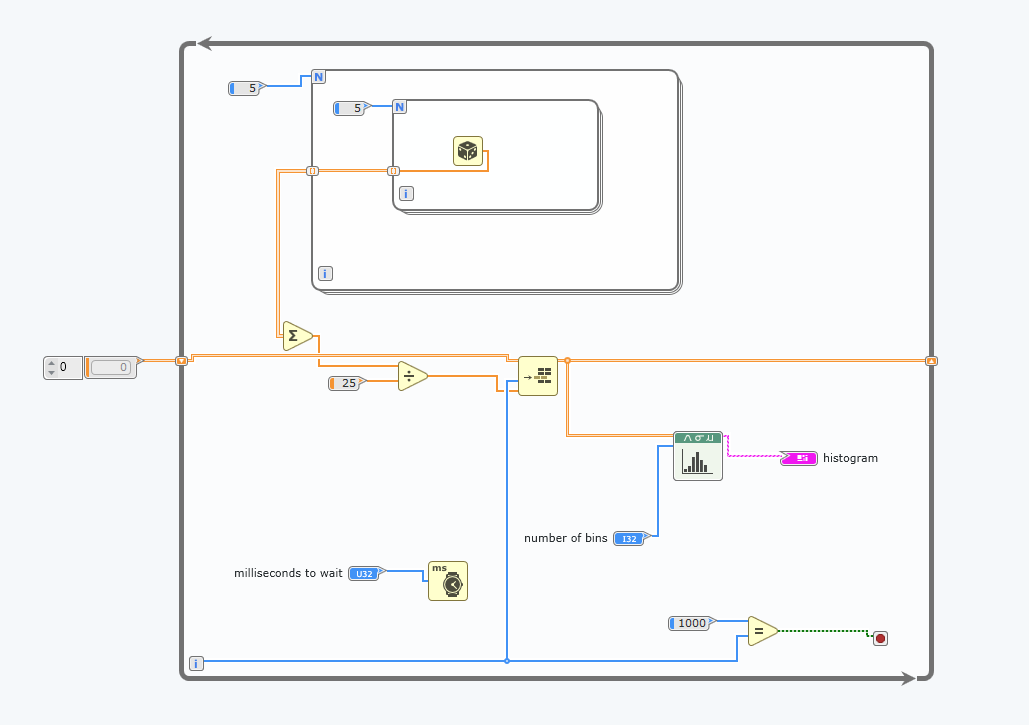 5
N
5
N
i
i
Σ
0
0
25
÷
histogram
number of bins
I32
milliseconds to wait
U32
ms
1000
=
i